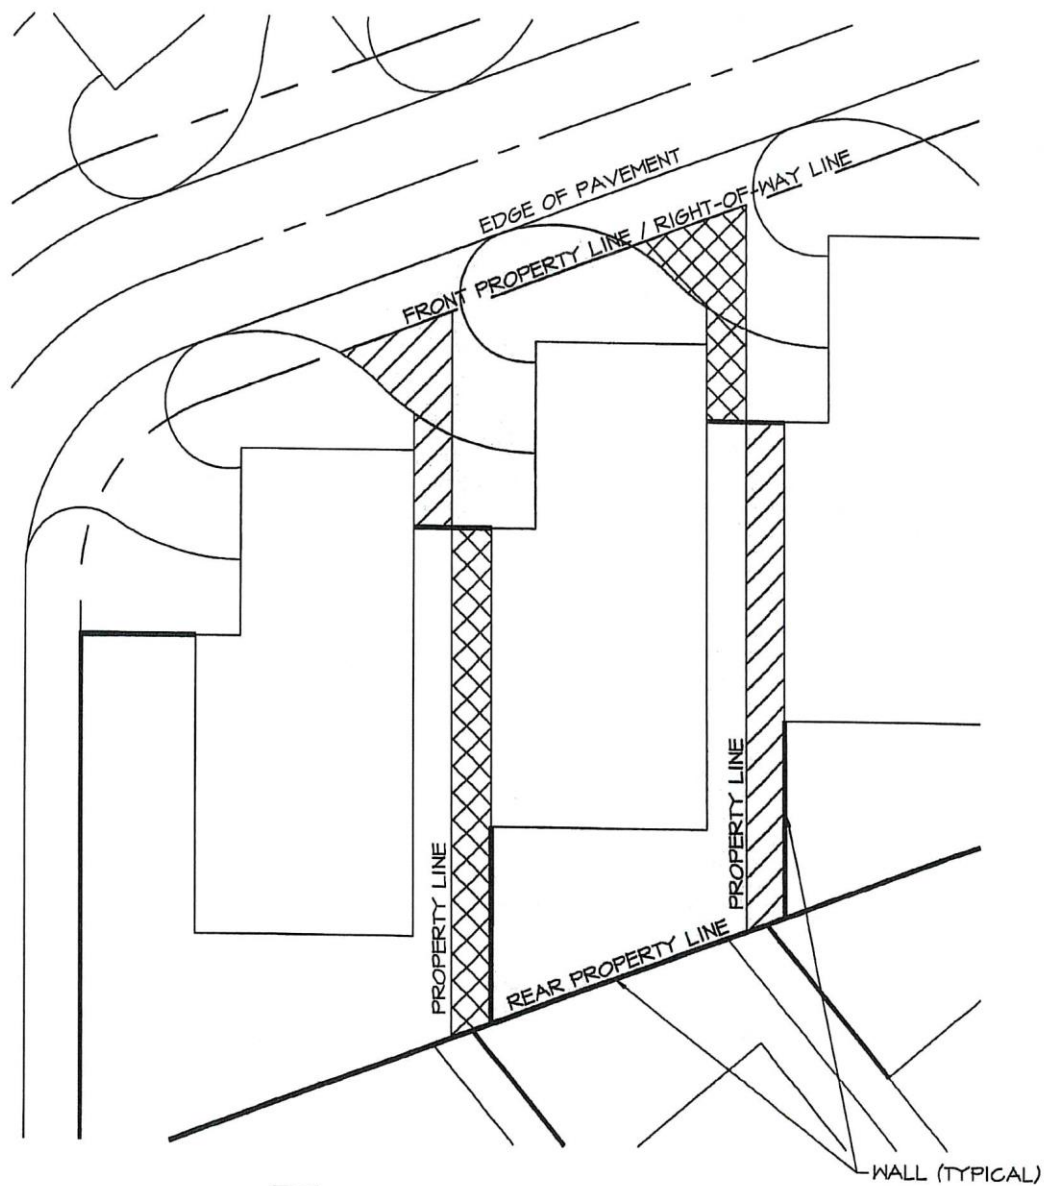 EDGE OF PAVEMENT
FRONT PROPERTY LINE / RIGHT-OF-WAY LINE
PROPERTY LINE
PROPERTY LINE
REAR PROPERTY LINE
WALL (TYPICAL)